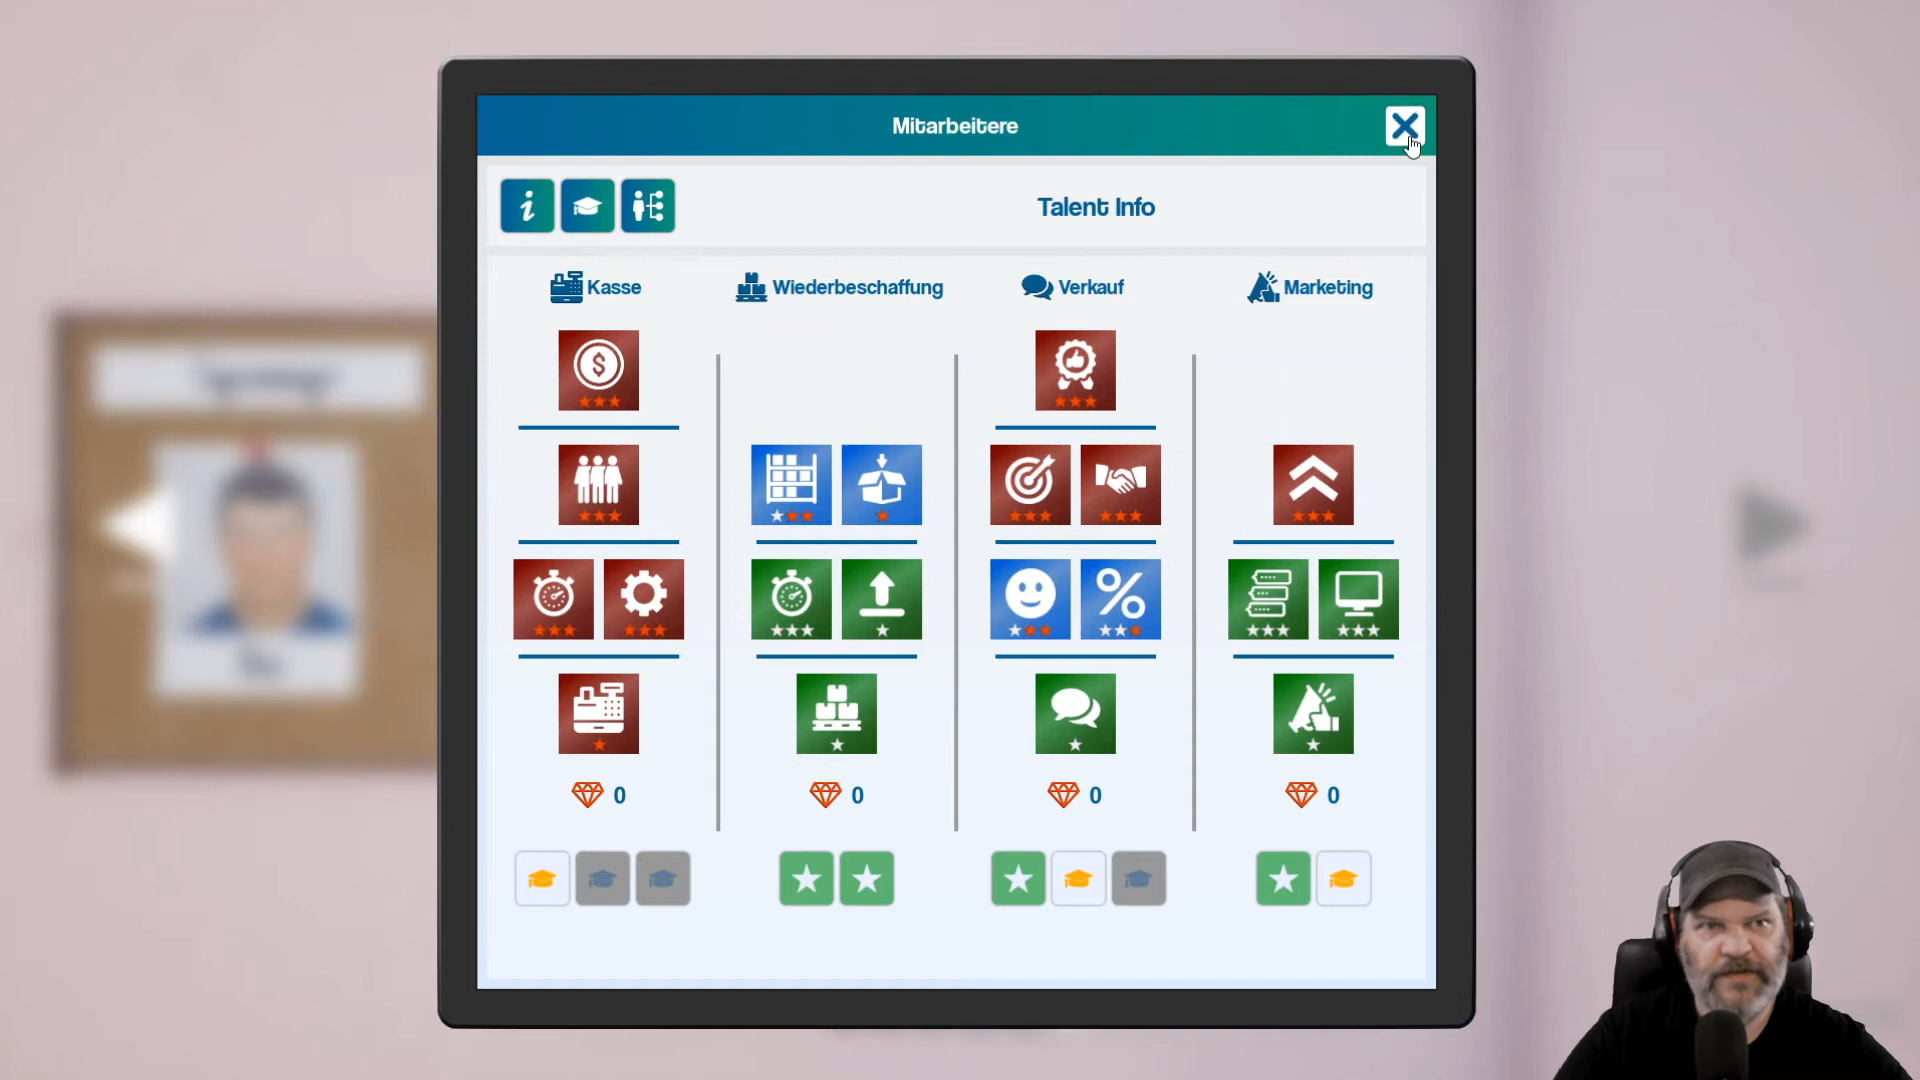 Mitarbeitere
Talent Info
Kasse
Wiederbeschaffung
Verkauf
Marketing
0
0
0
0